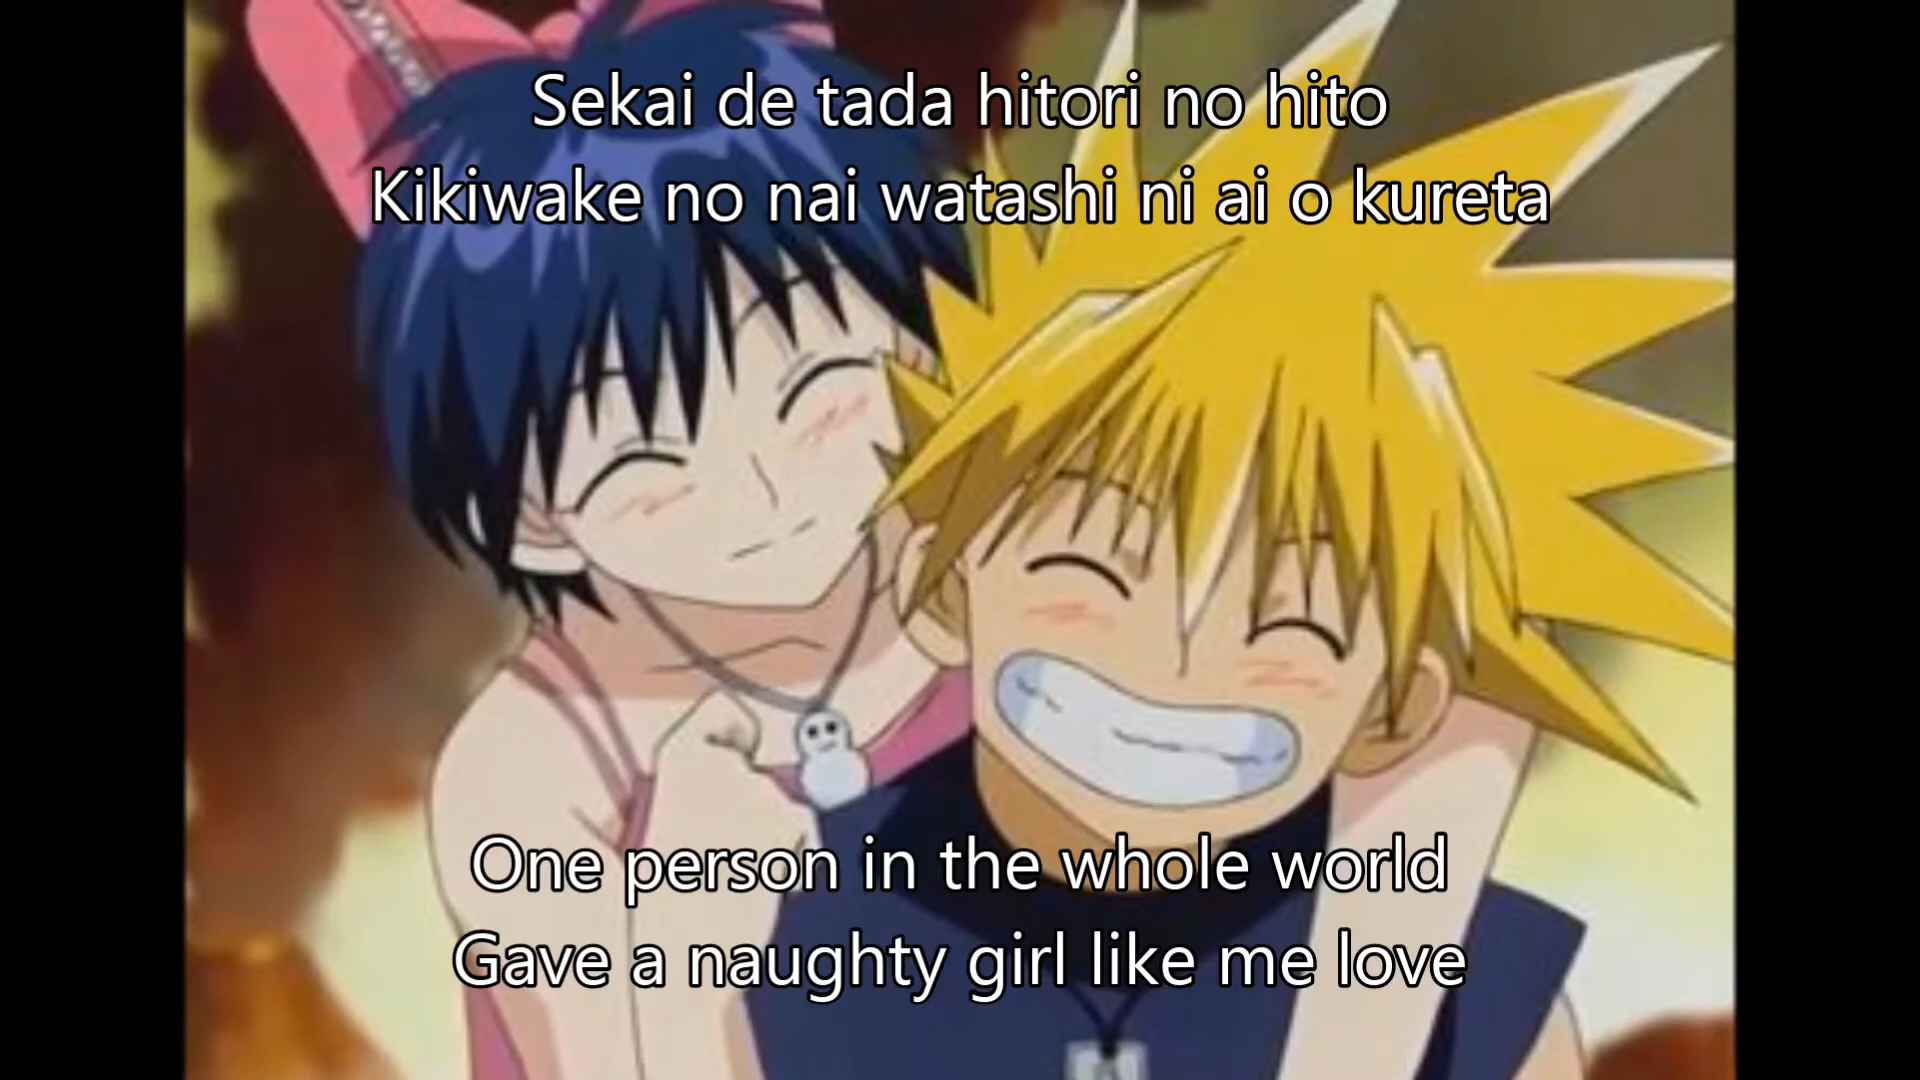 Sekai de tada hitori no hito
Kikiwake no nai watashi ni ai o kureta
One person in the whole world
Gave a naughty girl like me love